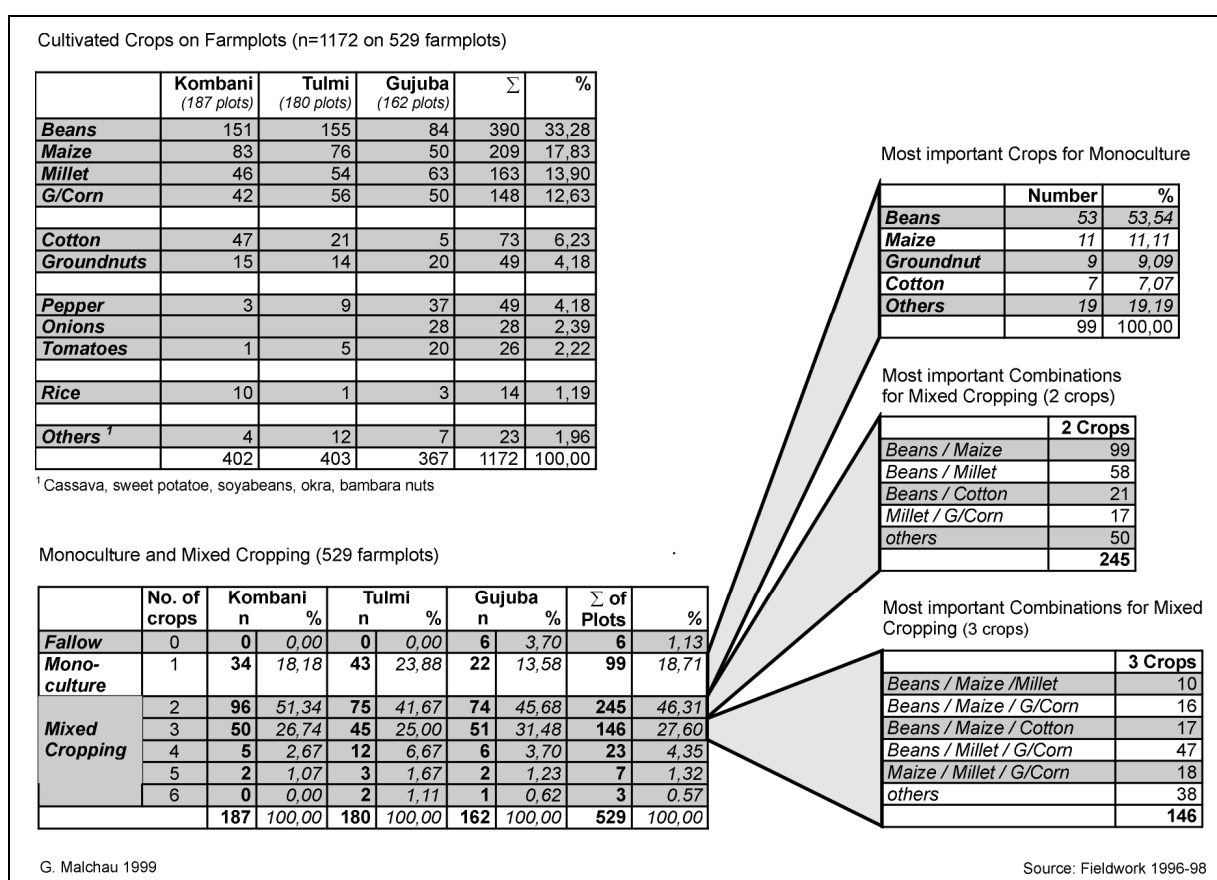 Cultivated Crops on Farmplots (n=1172 on 529 farmplots)
Kombani Tulmi Gujuba ∑ %
(187 plots) (180 plots) (162 plots)
Beans 151 155 84 390 33,28
Maize 83 76 50 209 17,83
Millet 46 54 63 163 13,90
G/Corn 42 56 50 148 12,63
Cotton 47 21 5 73 6,23
Groundnuts 15 14 20 49 4,18
Pepper 3 9 37 49 4,18
Onions 28 28 2,39
Tomatoes 1 5 20 26 2,22
Rice 10 1 3 14 1,19
Others 1 4 12 7 23 1,96
402 403 367 1172 100,00
1 Cassava, sweet potatoe, soyabeans, okra, bambara nuts
Monoculture and Mixed Cropping (529 farmplots)
No. of Kombani Tulmi Gujuba ∑ of
crops n % n % n % Plots %
Fallow 0 0 0,00 0 0,00 6 3,70 6 1,13
Mono- 1 34 18,18 43 23,88 22 13,58 99 18,71
culture
2 96 51,34 75 41,67 74 45,68 245 46,31
Mixed 3 50 26,74 45 25,00 51 31,48 146 27,60
Cropping 4 5 2,67 12 6,67 6 3,70 23 4,35
5 2 1,07 3 1,67 2 1,23 7 1,32
6 0 0,00 2 1,11 1 0,62 3 0.57
187 100,00 180 100,00 162 100,00 529 100,00
Most important Crops for Monoculture
Number %
Beans 53 53,54
Maize 11 11,11
Groundnut 9 9,09
Cotton 7 7,07
Others 19 19,19
99 100,00
Most important Combinations
for Mixed Cropping (2 crops)
2 Crops
Beans / Maize 99
Beans / Millet 58
Beans / Cotton 21
Millet / G/Corn 17
others 50
245
Most important Combinations for Mixed
Cropping (3 crops)
3 Crops
Beans / Maize /Millet 10
Beans / Maize / G/Corn 16
Beans / Maize / Cotton 17
Beans / Millet / G/Corn 47
Maize / Millet / G/Corn 18
others 38
146
G. Malchau 1999
Source: Fieldwork 1996-98